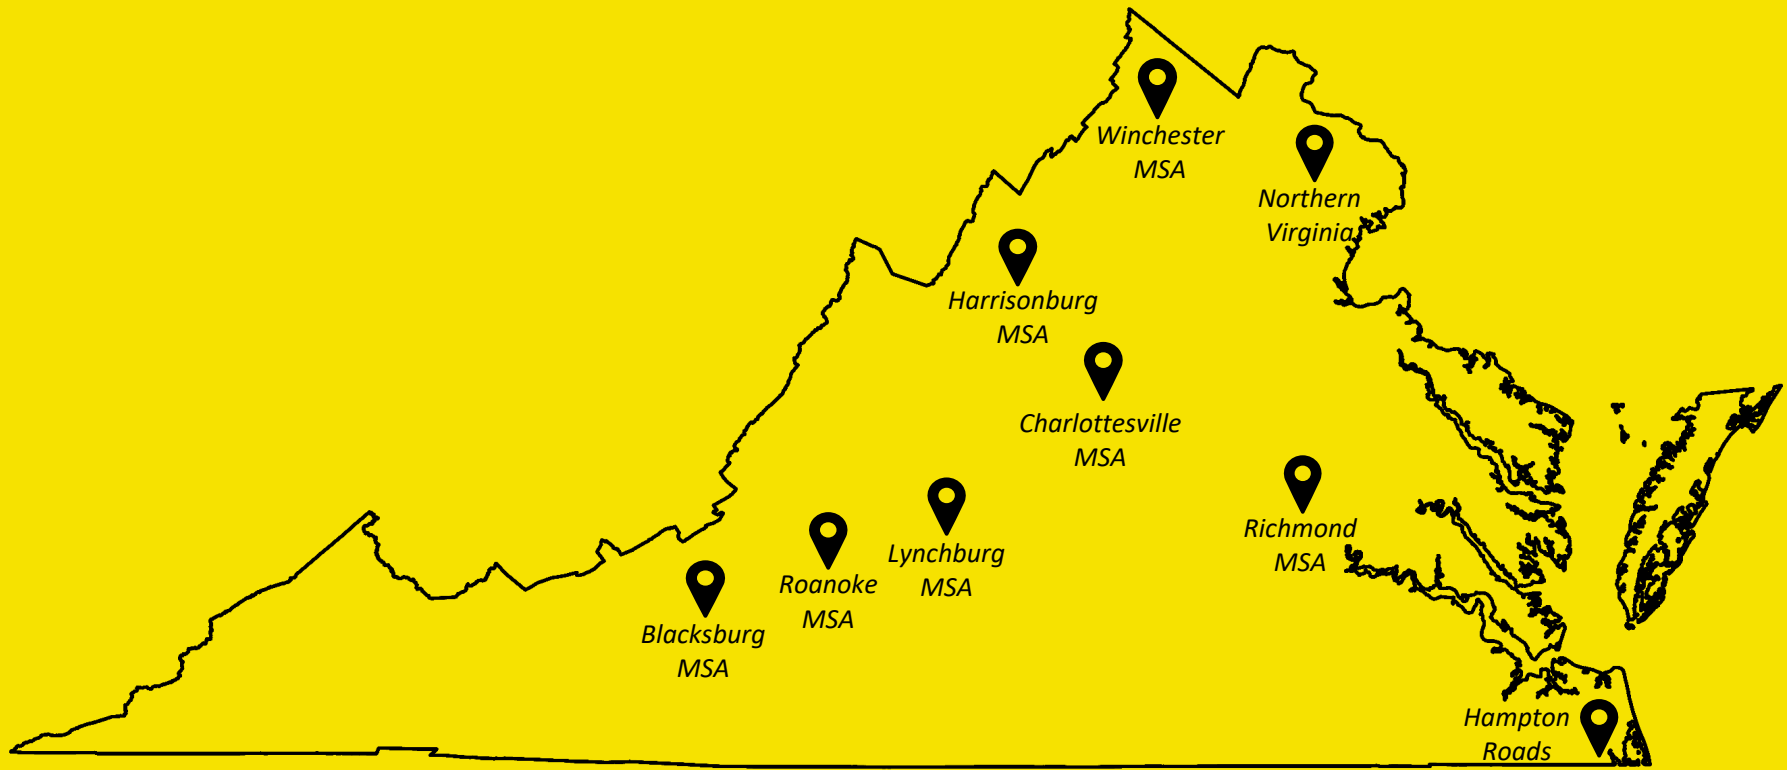 Winchester
MSA
Northern
Virginia
Harrisonburg
MSA
Charlottesville
MSA
Richmond
MSA
Lynchburg
MSA
Roanoke
MSA
Blacksburg
MSA
Hampton
Roads